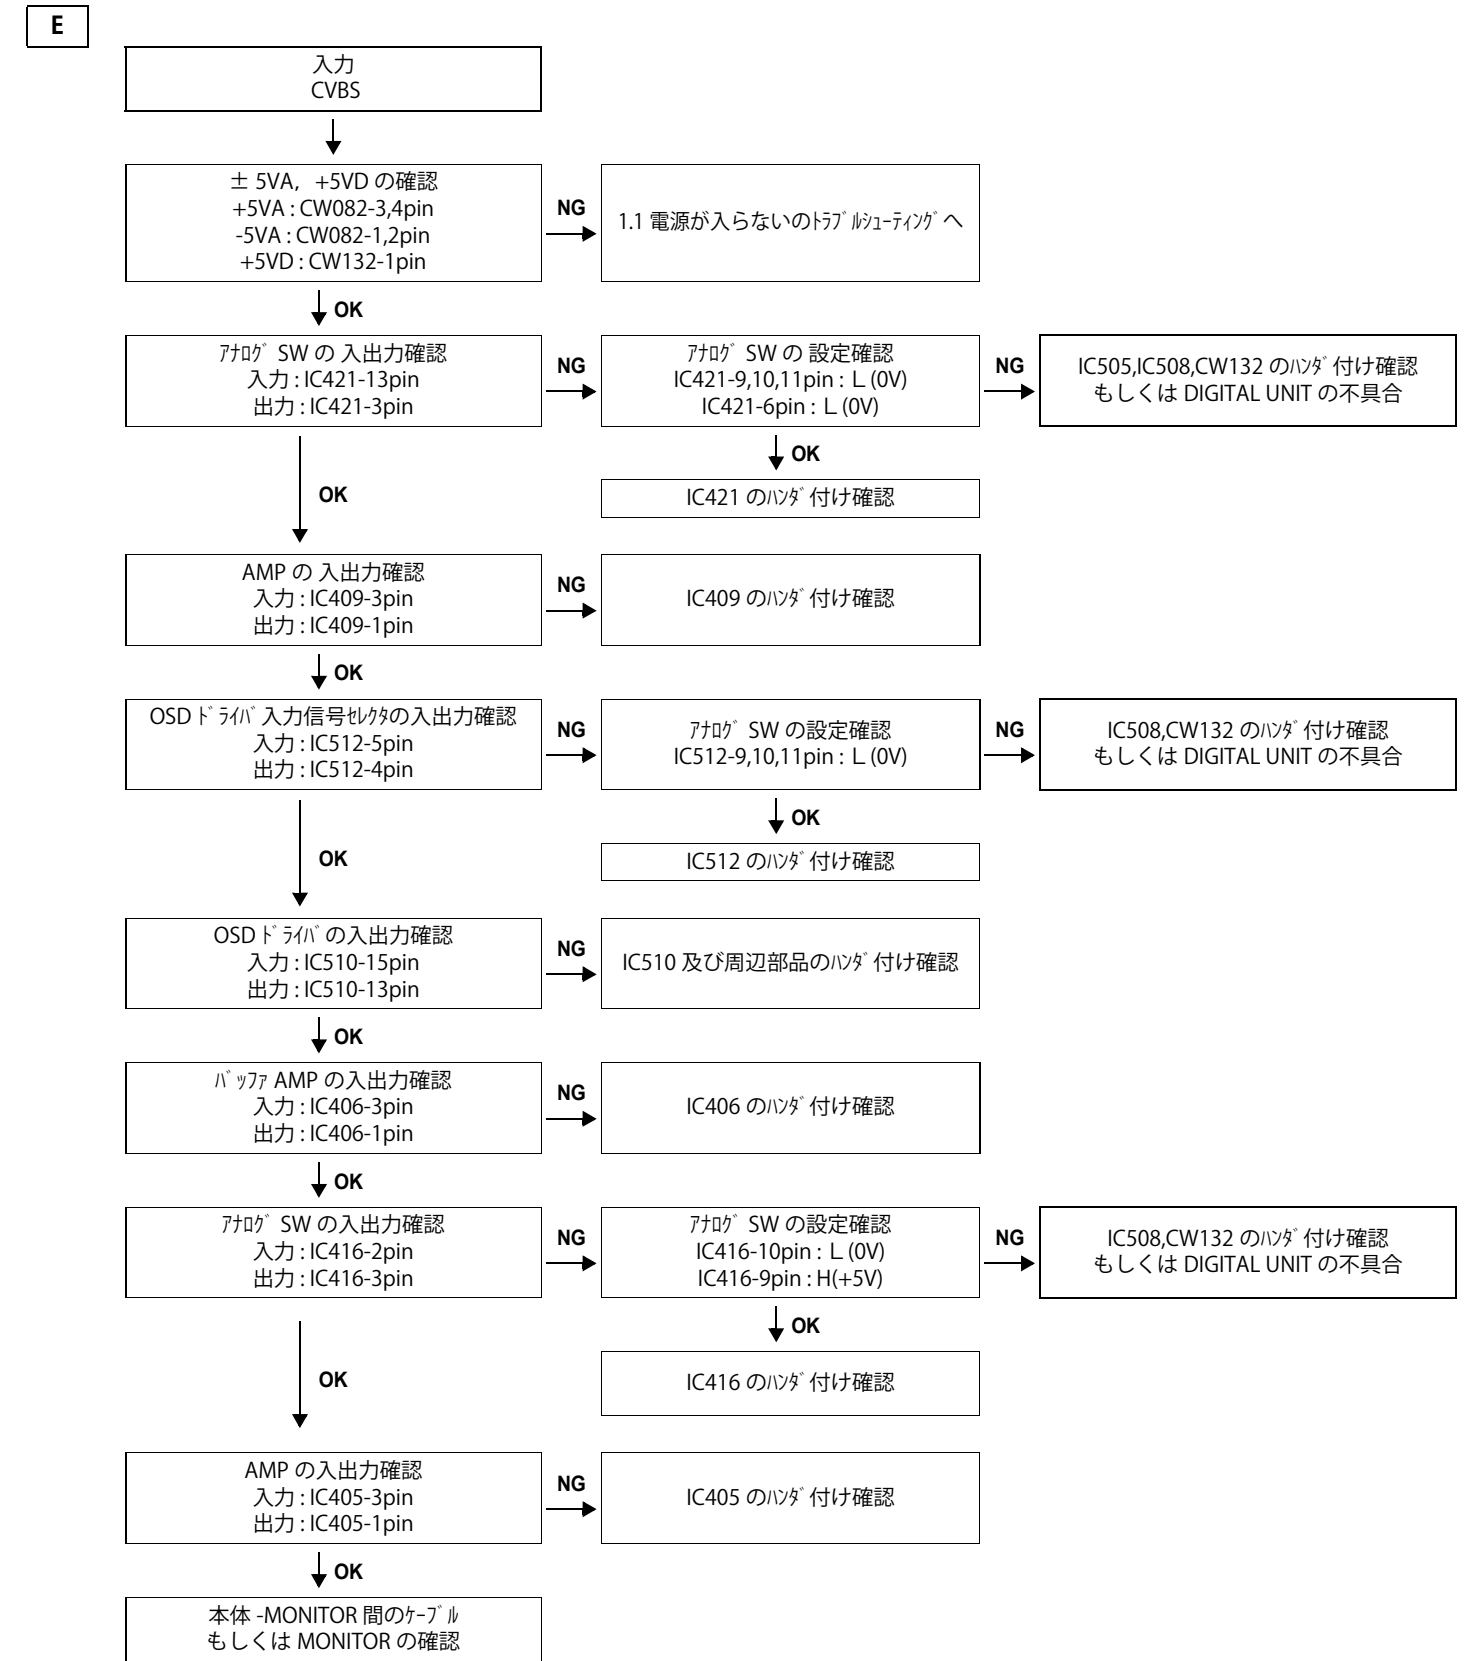 E
入力
CVBS
± 5VA, +5VD の確認
+5VA : CW082-3,4pin
-5VA : CW082-1,2pin
+5VD : CW132-1pin
NG
1.1 電源が入らないのﾄﾗﾌﾞﾙｼｭｰﾃｨﾝｸﾞへ
OK
ｱﾅﾛｸﾞ SW の 入出力確認
入力 : IC421-13pin
出力 : IC421-3pin
NG
ｱﾅﾛｸﾞ SW の 設定確認
IC421-9,10,11pin : L (0V)
IC421-6pin : L (0V)
NG
IC505,IC508,CW132 のﾊﾝﾀﾞ付け確認
もしくは DIGITAL UNIT の不具合
OK
OK
IC421 のﾊﾝﾀﾞ付け確認
AMP の 入出力確認
入力 : IC409-3pin
出力 : IC409-1pin
NG
IC409 のﾊﾝﾀﾞ付け確認
OK
OSD ﾄﾞﾗｲﾊﾞ入力信号ｾﾚｸﾀの入出力確認
入力 : IC512-5pin
出力 : IC512-4pin
NG
ｱﾅﾛｸﾞ SW の設定確認
IC512-9,10,11pin : L (0V)
NG
IC508,CW132 のﾊﾝﾀﾞ付け確認
もしくは DIGITAL UNIT の不具合
OK
OK
IC512 のﾊﾝﾀﾞ付け確認
OSD ﾄﾞﾗｲﾊﾞの入出力確認
入力 : IC510-15pin
出力 : IC510-13pin
NG
IC510 及び周辺部品のﾊﾝﾀﾞ付け確認
OK
ﾊﾞｯﾌｧ AMP の入出力確認
入力 : IC406-3pin
出力 : IC406-1pin
NG
IC406 のﾊﾝﾀﾞ付け確認
OK
ｱﾅﾛｸﾞ SW の入出力確認
入力 : IC416-2pin
出力 : IC416-3pin
NG
ｱﾅﾛｸﾞ SW の設定確認
IC416-10pin : L (0V)
IC416-9pin : H(+5V)
NG
IC508,CW132 のﾊﾝﾀﾞ付け確認
もしくは DIGITAL UNIT の不具合
OK
OK
IC416 のﾊﾝﾀﾞ付け確認
AMP の入出力確認
入力 : IC405-3pin
出力 : IC405-1pin
NG
IC405 のﾊﾝﾀﾞ付け確認
OK
本体 -MONITOR 間のｹｰﾌﾞﾙ
もしくは MONITOR の確認